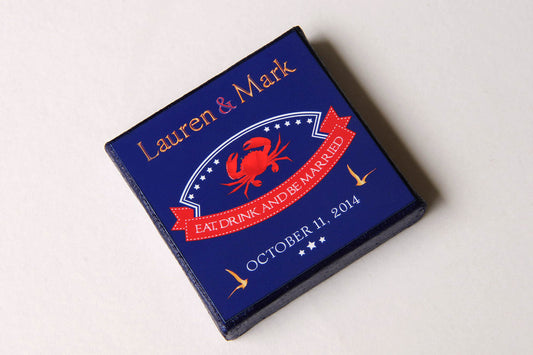 Lauren & Mark
EAT, DRINK AND BE MARRIED
OCTOBER 11, 2014